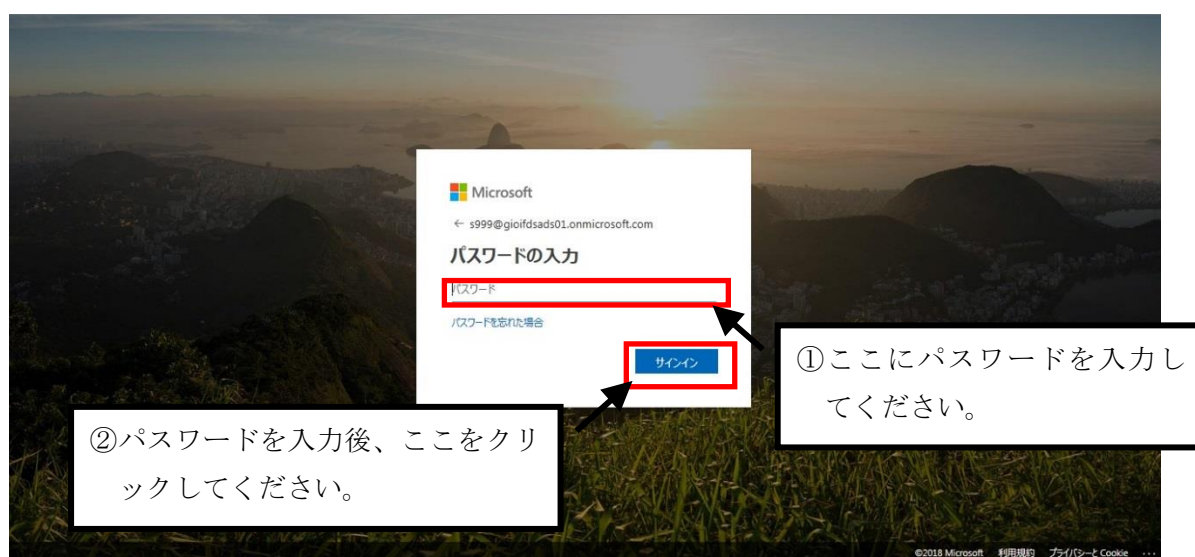 Microsoft
← s999@gioifdsads01.onmicrosoft.com
パスワードの入力
パスワード
パスワードを忘れた場合
サインイン
①ここにパスワードを入力し
てください。
②パスワードを入力後、ここをクリ
ックしてください。
©2018 Microsoft 利用規約 プライバシーと Cookie ...